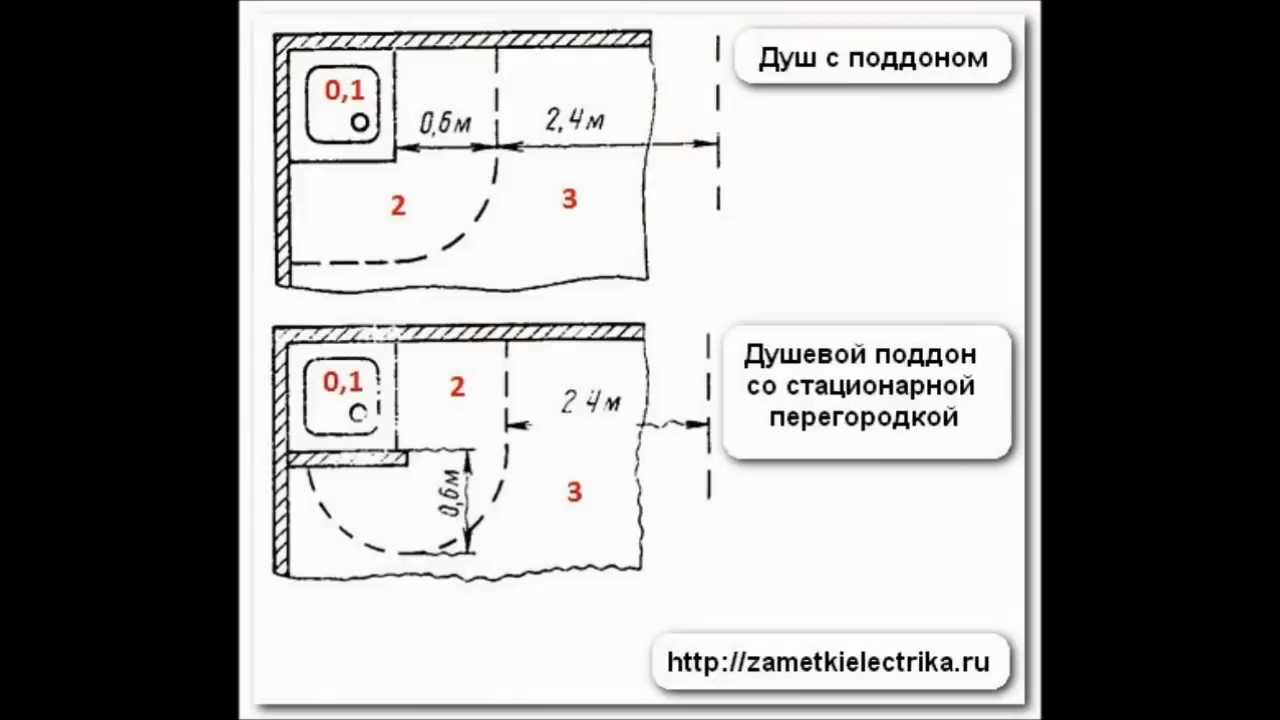 Душ с поддоном
0,1
0,6м
2,4м
2
3
Душевой поддон
со стационарной
перегородкой
0,1
2
2 4м
0,6м
3
http://zametkielectrika.ru